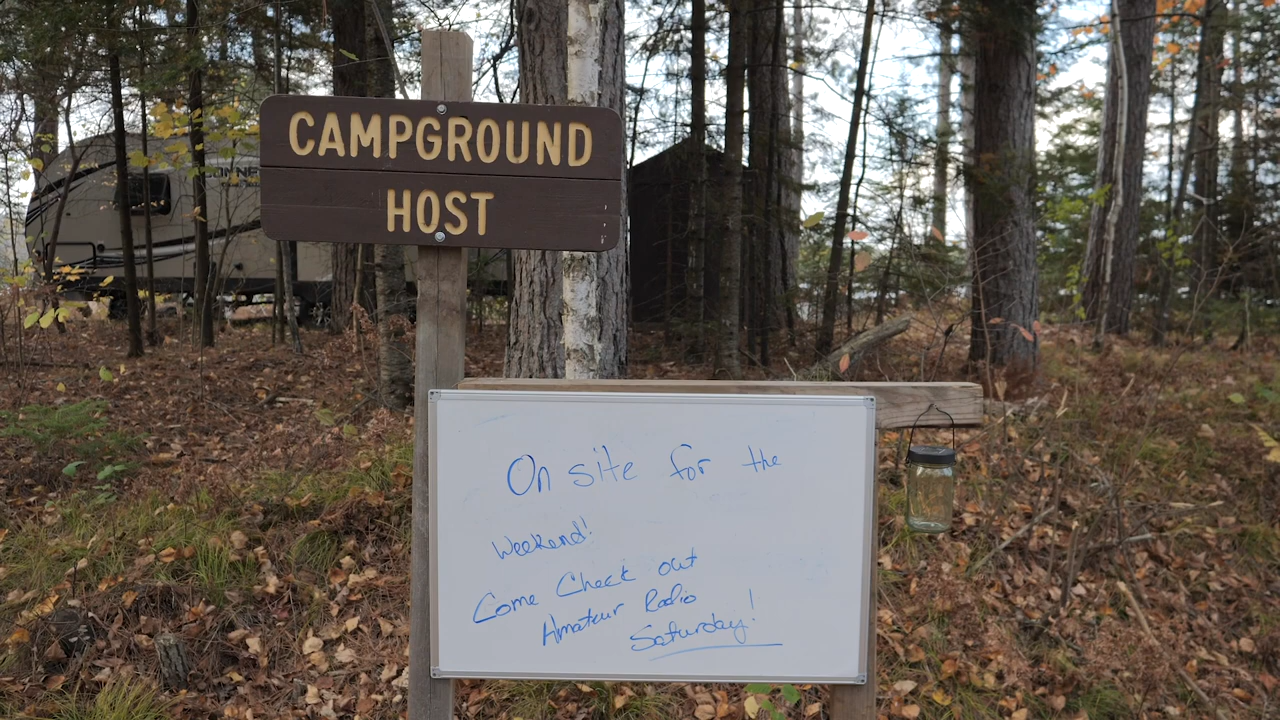 CAMPGROUND
HOST
On site for the
Weekend!
Come Check out
Amateur Radio
Saturday!